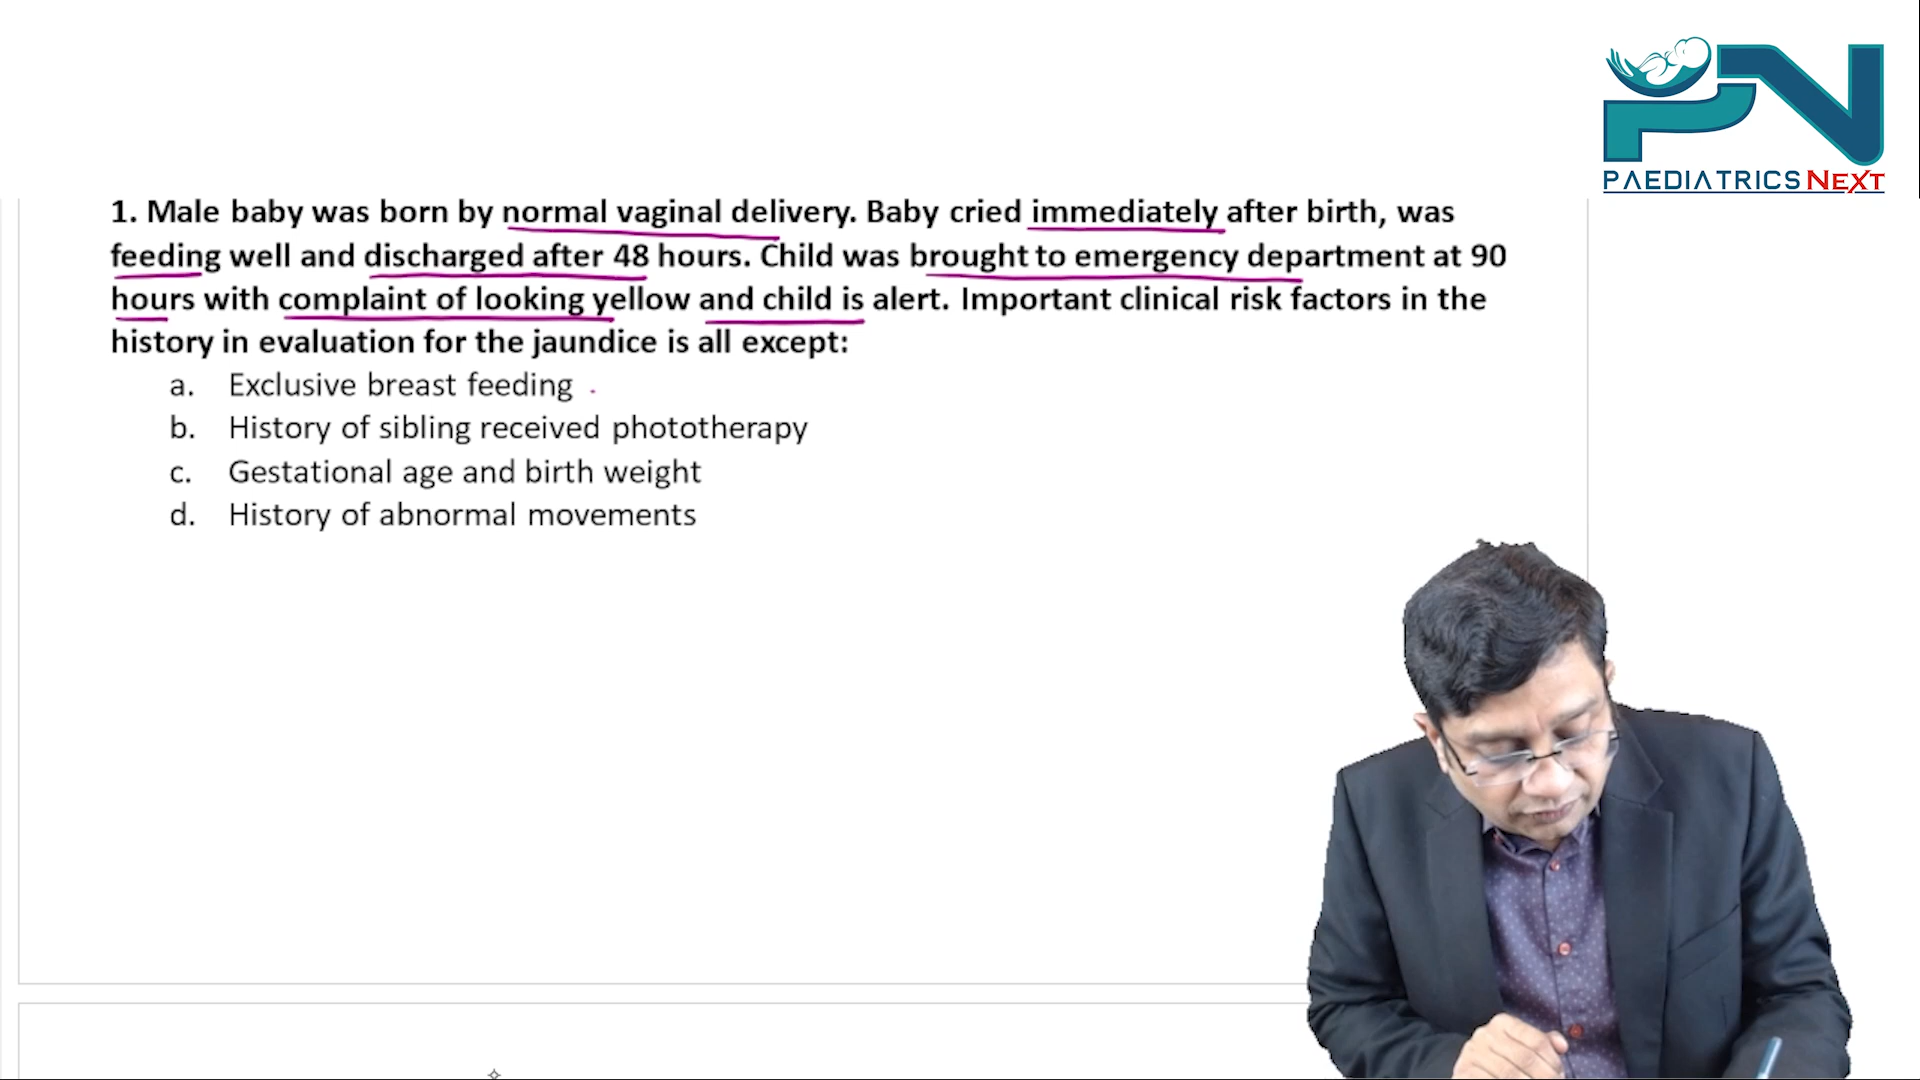 PN
PAEDIATRICS NEXT
1. Male baby was born by normal vaginal delivery. Baby cried immediately after birth, was
feeding well and discharged after 48 hours. Child was brought to emergency department at 90
hours with complaint of looking yellow and child is alert. Important clinical risk factors in the
history in evaluation for the jaundice is all except:
a. Exclusive breast feeding
b. History of sibling received phototherapy
c. Gestational age and birth weight
d. History of abnormal movements